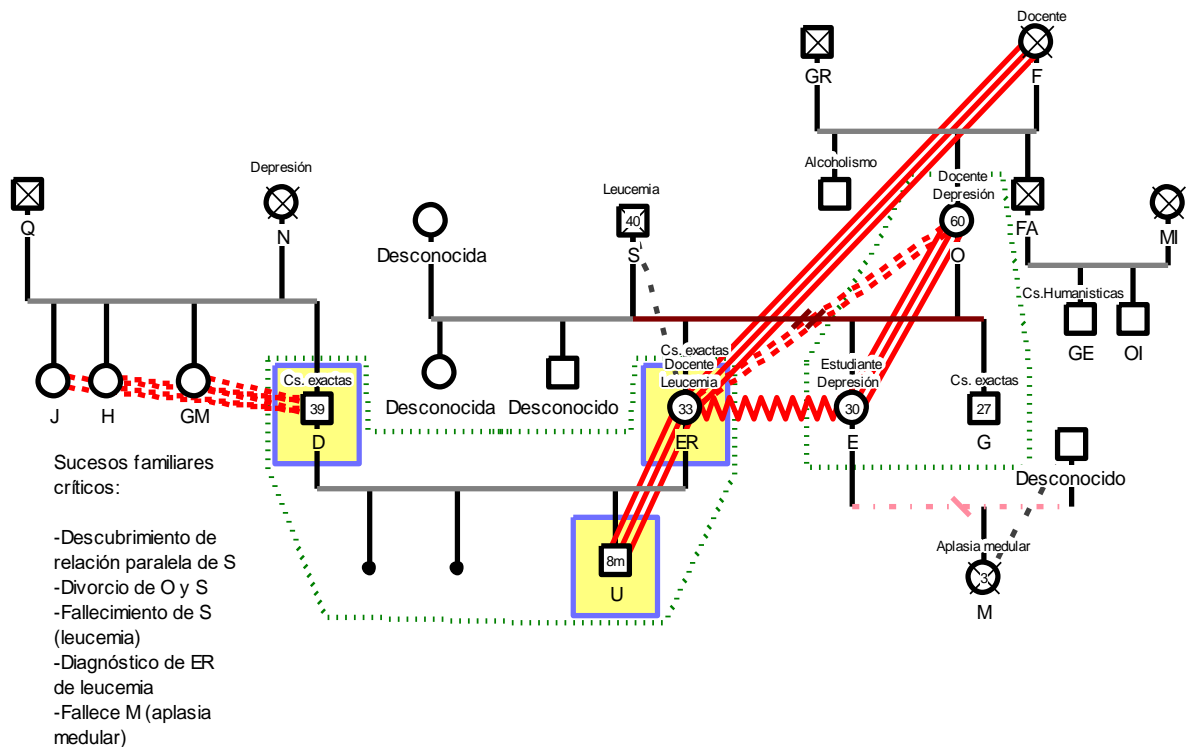 Docente
GR
F
Alcoholismo
Depresión
Leucemia
Docente
Depresión
Q
N
40
60
Desconocida
S
O
FA
MI
Cs.Humanisticas
GE
OI
Cs. exactas
Docente
Leucemia
Estudiante
Depresión
Cs. exactas
Cs. exactas
J
H
GM
39
Desconocida
Desconocido
33
30
27
D
ER
E
G
Desconocido
Sucesos familiares
críticos:
-Descubrimiento de
relación paralela de S
-Divorcio de O y S
-Fallecimiento de S
(leucemia)
-Diagnóstico de ER
de leucemia
-Fallece M (aplasia
medular)
8m
U
Aplasia medular
3
M